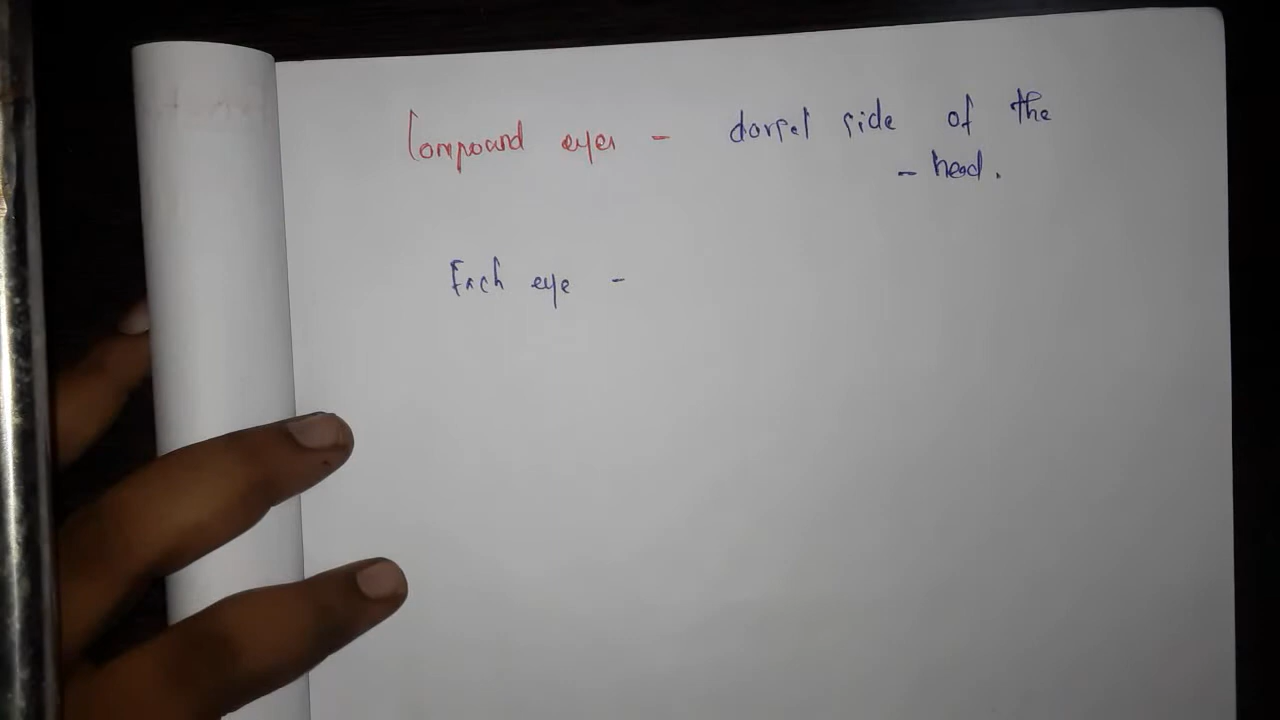 Compound eyes - dorsal side of the
- head.
Each eye -